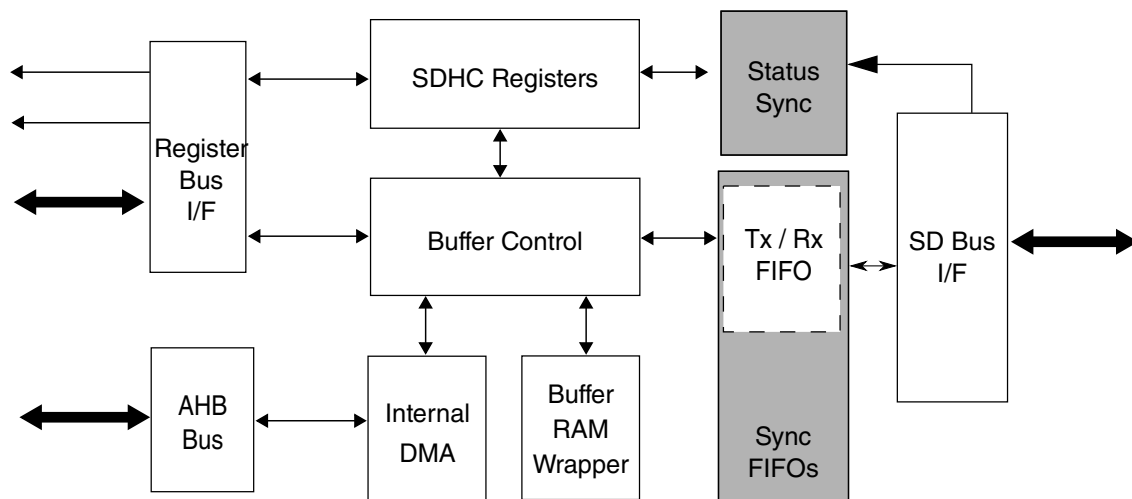 SDHC Registers
Status
Sync
Register
Bus
I/F
Buffer Control
Tx / Rx
FIFO
SD Bus
I/F
AHB
Bus
Internal
DMA
Buffer
RAM
Wrapper
Sync
FIFOs